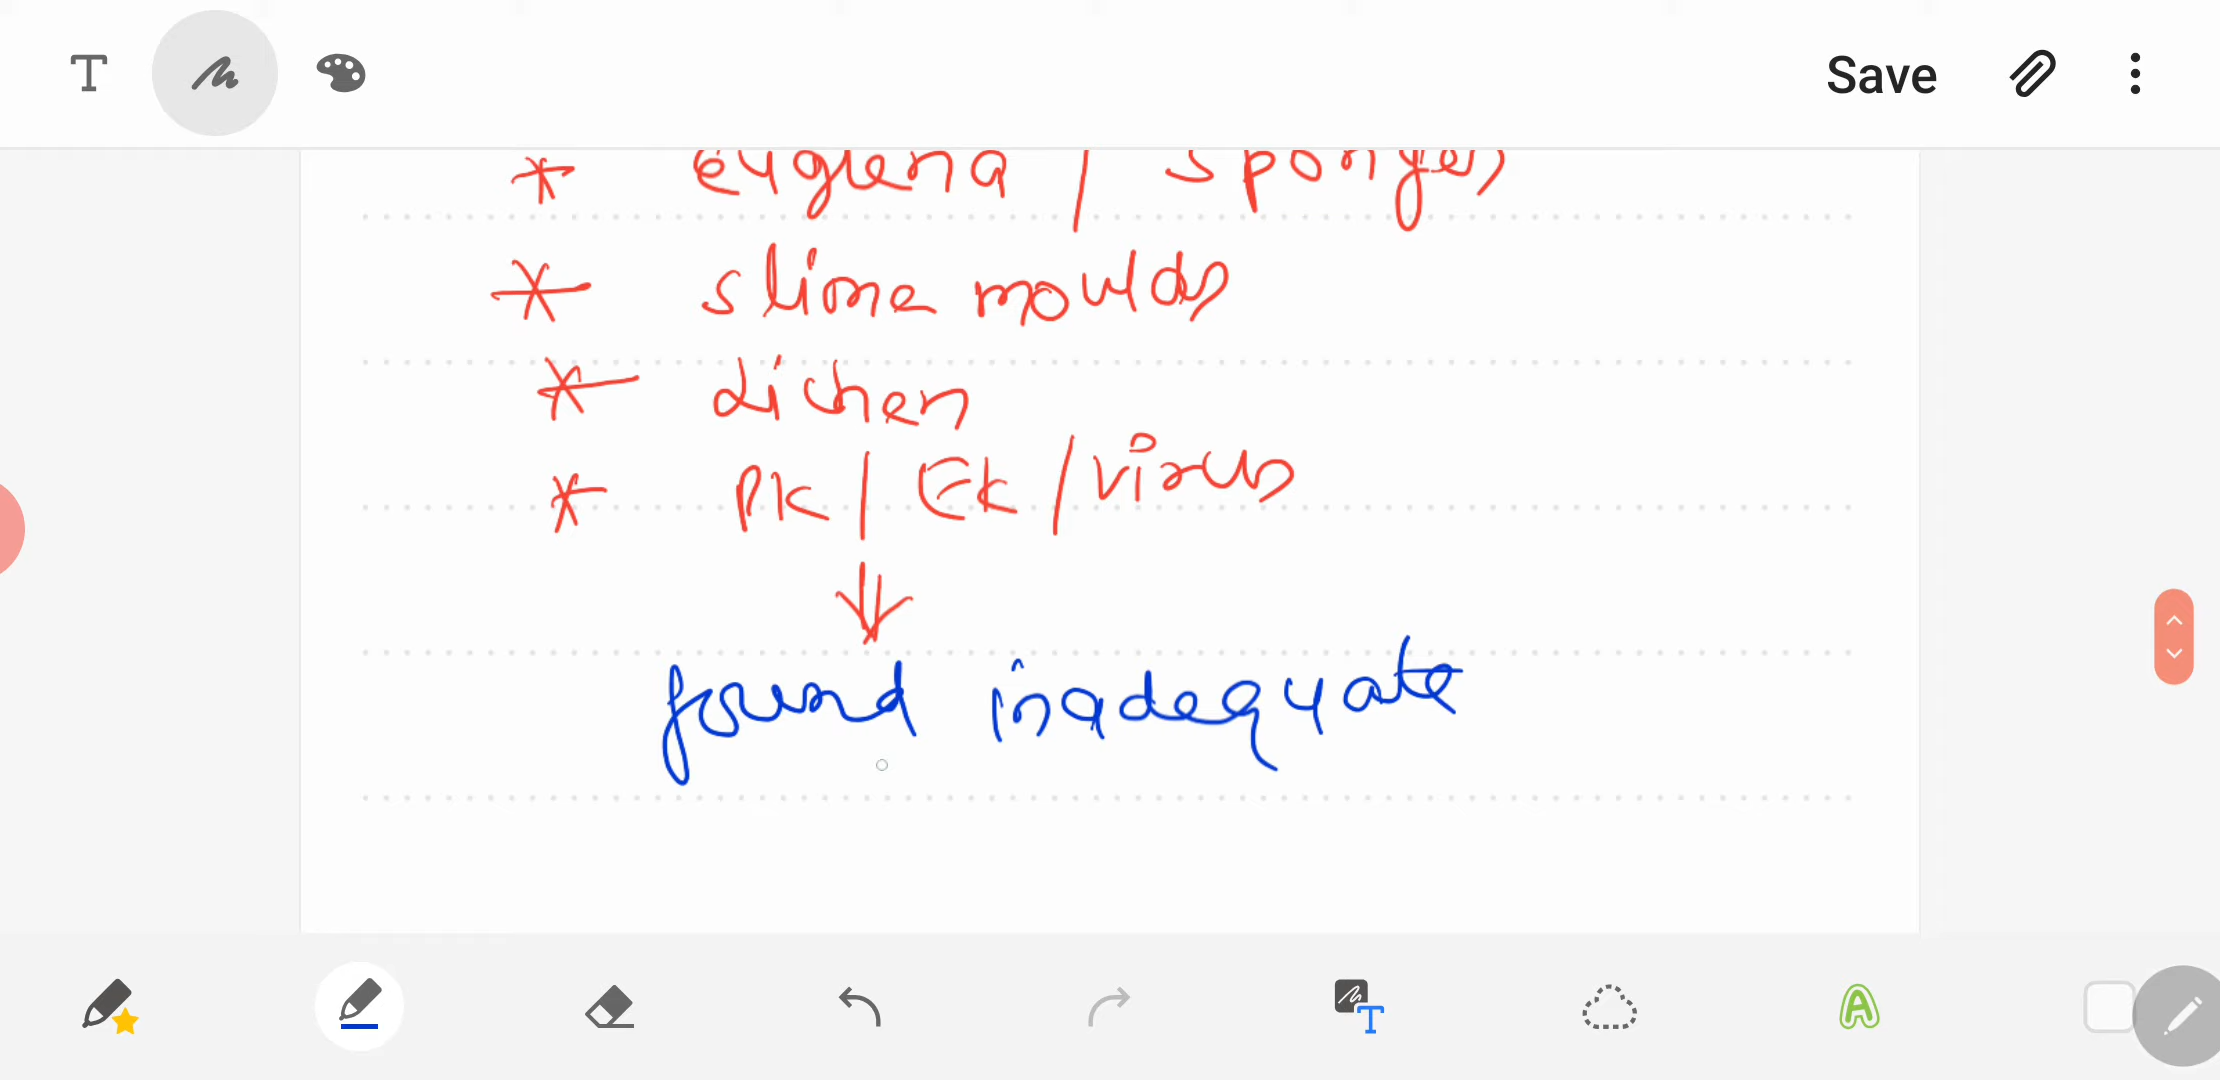 T Save
* euglena / sponges
* slime moulds
* Lichen
* PK / EK / virus
found inadequate
T A